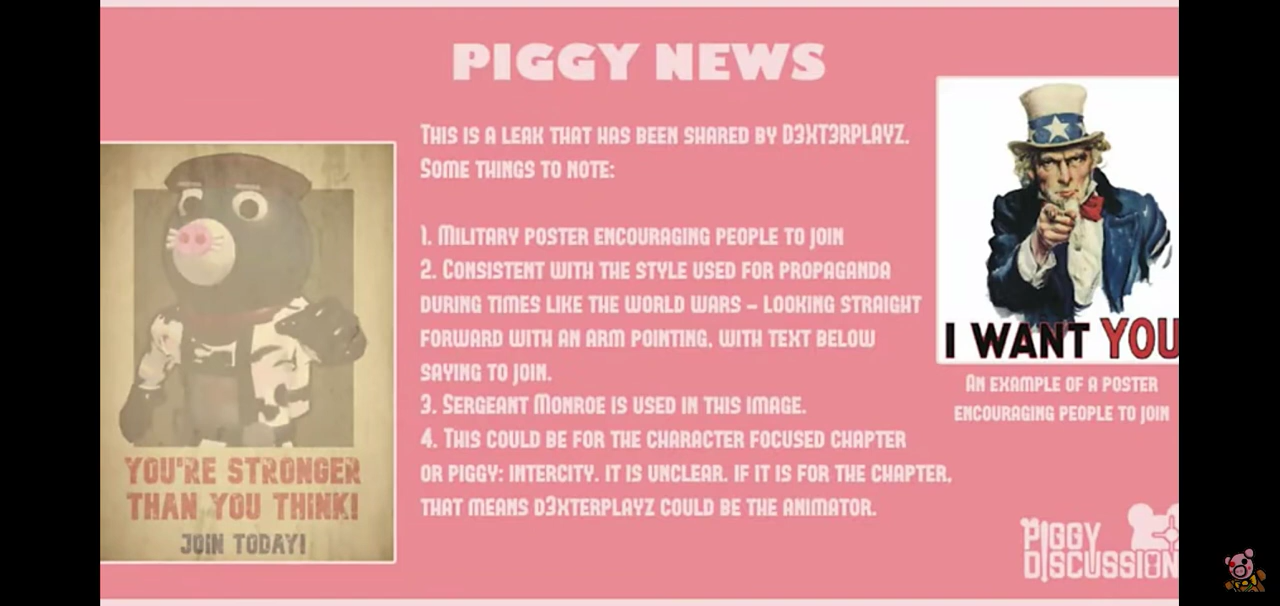 PIGGY NEWS
THIS IS A LEAK THAT HAS BEEN SHARED BY D3XT3RPLAYZ.
SOME THINGS TO NOTE:
1. MILITARY POSTER ENCOURAGING PEOPLE TO JOIN
2. CONSISTENT WITH THE STYLE USED FOR PROPAGANDA
DURING TIMES LIKE THE WORLD WARS – LOOKING STRAIGHT
FORWARD WITH AN ARM POINTING, WITH TEXT BELOW
SAYING TO JOIN.
3. SERGEANT MONROE IS USED IN THIS IMAGE.
4. THIS COULD BE FOR THE CHARACTER FOCUSED CHAPTER
OR PIGGY: INTERCITY. IT IS UNCLEAR. IF IT IS FOR THE CHAPTER,
THAT MEANS D3XTERPLAYZ COULD BE THE ANIMATOR.
YOU'RE STRONGER
THAN YOU THINK!
JOIN TODAY!
I WANT YOU
AN EXAMPLE OF A POSTER
ENCOURAGING PEOPLE TO JOIN
PIGGY
DISCUSSION